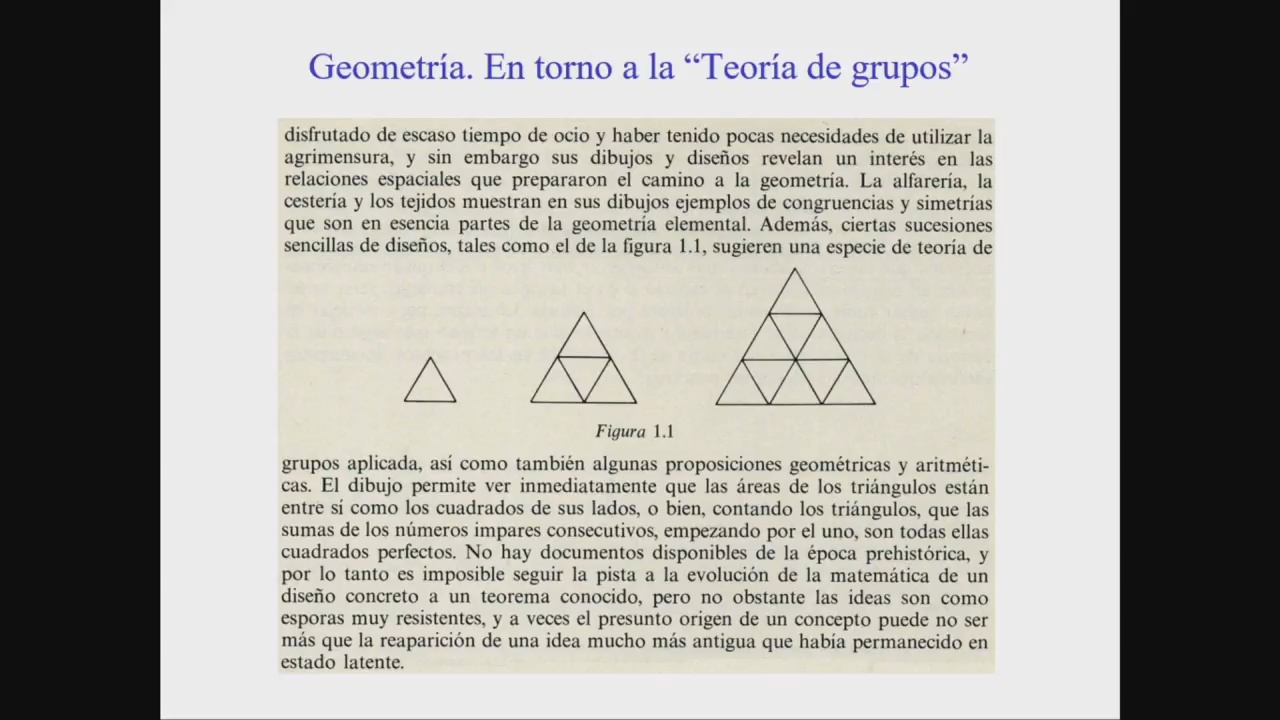 Geometría. En torno a la “Teoría de grupos”
disfrutado de escaso tiempo de ocio y haber tenido pocas necesidades de utilizar la
agrimensura, y sin embargo sus dibujos y diseños revelan un interés en las
relaciones espaciales que prepararon el camino a la geometría. La alfarería, la
cestería y los tejidos muestran en sus dibujos ejemplos de congruencias y simetrías
que son en esencia partes de la geometría elemental. Además, ciertas sucesiones
sencillas de diseños, tales como el de la figura 1.1, sugieren una especie de teoría de
Figura 1.1
grupos aplicada, así como también algunas proposiciones geométricas y aritméti-
cas. El dibujo permite ver inmediatamente que las áreas de los triángulos están
entre sí como los cuadrados de sus lados, o bien, contando los triángulos, que las
sumas de los números impares consecutivos, empezando por el uno, son todas ellas
cuadrados perfectos. No hay documentos disponibles de la época prehistórica, y
por lo tanto es imposible seguir la pista a la evolución de la matemática de un
diseño concreto a un teorema conocido, pero no obstante las ideas son como
esporas muy resistentes, y a veces el presunto origen de un concepto puede no ser
más que la reaparición de una idea mucho más antigua que había permanecido en
estado latente.